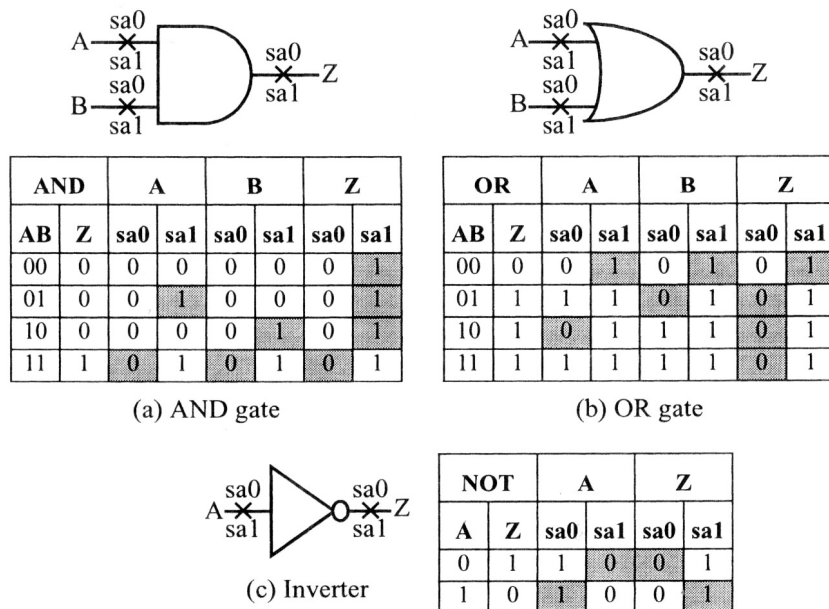 sa0
A
sa1
sa0
B
sa1
sa0
Z
sa1
sa0
A
sa1
sa0
B
sa1
sa0
Z
sa1
AND A B Z
AB Z sa0 sa1 sa0 sa1 sa0 sa1
00 0 0 0 0 0 0 1
01 0 0 1 0 0 0 1
10 0 0 0 0 1 0 1
11 1 0 1 0 1 0 1
(a) AND gate
OR A B Z
AB Z sa0 sa1 sa0 sa1 sa0 sa1
00 0 0 1 0 1 0 1
01 1 1 1 0 1 0 1
10 1 0 1 1 1 0 1
11 1 1 1 1 1 0 1
(b) OR gate
sa0
A
sa1
sa0
Z
sa1
(c) Inverter
NOT A Z
A Z sa0 sa1 sa0 sa1
0 1 1 0 0 1
1 0 1 0 0 1